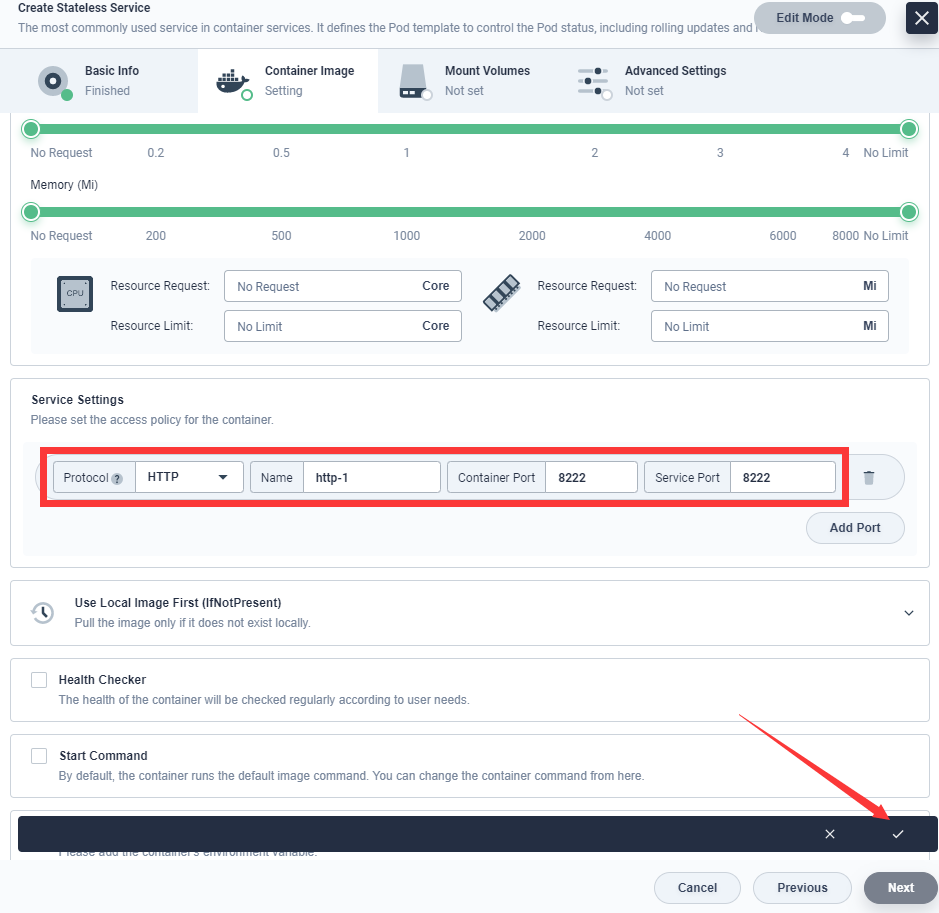 Create Stateless Service
The most commonly used service in container services. It defines the Pod template to control the Pod status, including rolling updates and
Edit Mode
Basic Info
Finished
Container Image
Setting
Mount Volumes
Not set
Advanced Settings
Not set
No Request 0.2 0.5 1 2 3 4 No Limit
Memory (Mi)
No Request 200 500 1000 2000 4000 6000 8000 No Limit
CPU
Resource Request: No Request Core
Resource Limit: No Limit Core
Resource Request: No Request Mi
Resource Limit: No Limit Mi
Service Settings
Please set the access policy for the container.
Protocol ? HTTP Name http-1 Container Port 8222 Service Port 8222
Add Port
Use Local Image First (IfNotPresent)
Pull the image only if it does not exist locally.
Health Checker
The health of the container will be checked regularly according to user needs.
Start Command
By default, the container runs the default image command. You can change the container command from here.
Please add the container's environment variable.
Cancel Previous Next